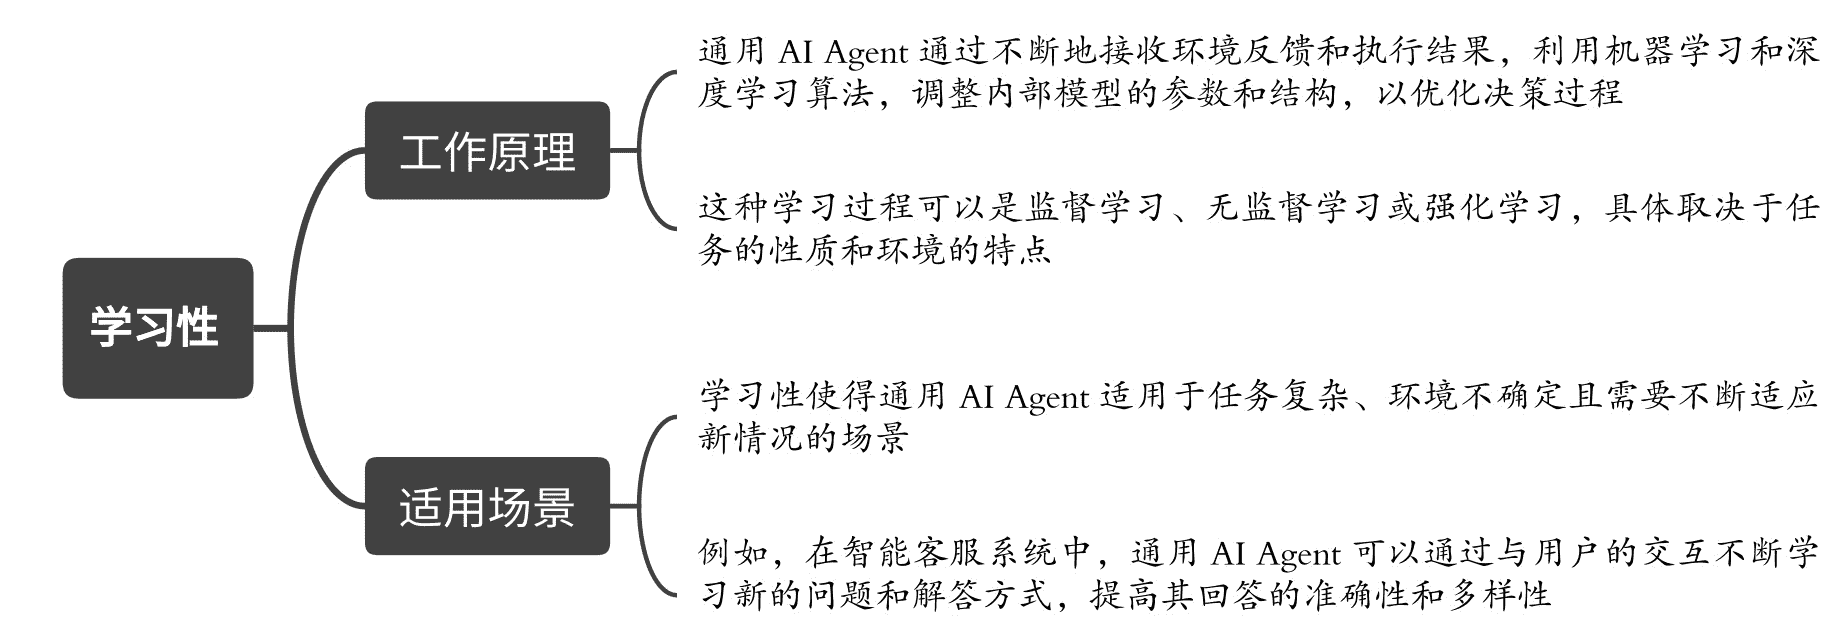 学习性
工作原理
通用 AI Agent 通过不断地接收环境反馈和执行结果，利用机器学习和深
度学习算法，调整内部模型的参数和结构，以优化决策过程
这种学习过程可以是监督学习、无监督学习或强化学习，具体取决于任
务的性质和环境的特点
适用场景
学习性使得通用 AI Agent 适用于任务复杂、环境不确定且需要不断适应
新情况的场景
例如，在智能客服系统中，通用 AI Agent 可以通过与用户的交互不断学
习新的问题和解答方式，提高其回答的准确性和多样性